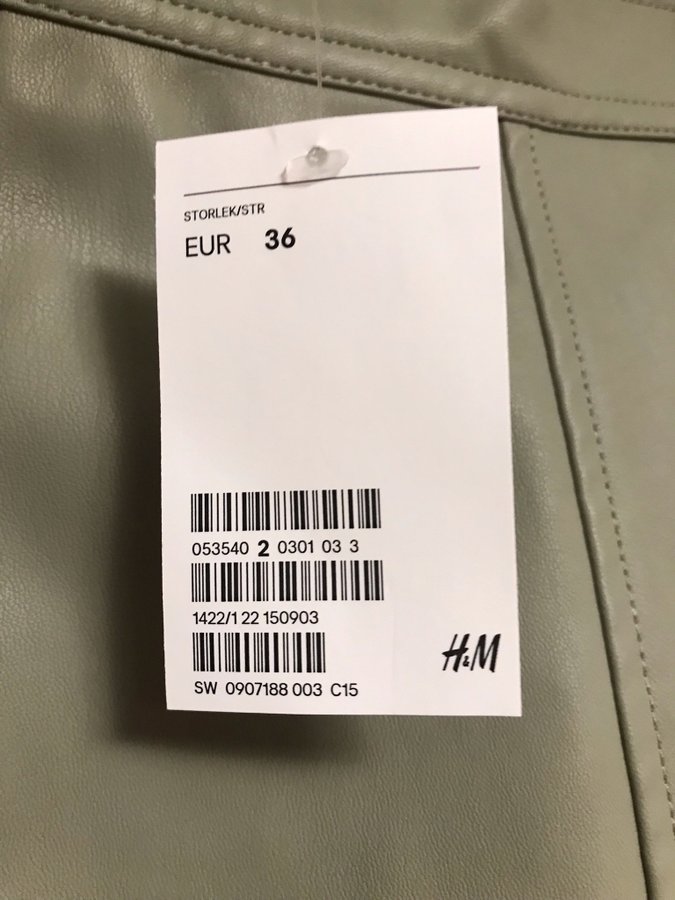 STORLEK/STR
EUR 36
053540 2 0301 03 3
1422/1 22 150903
SW 0907188 003 C15
H&M